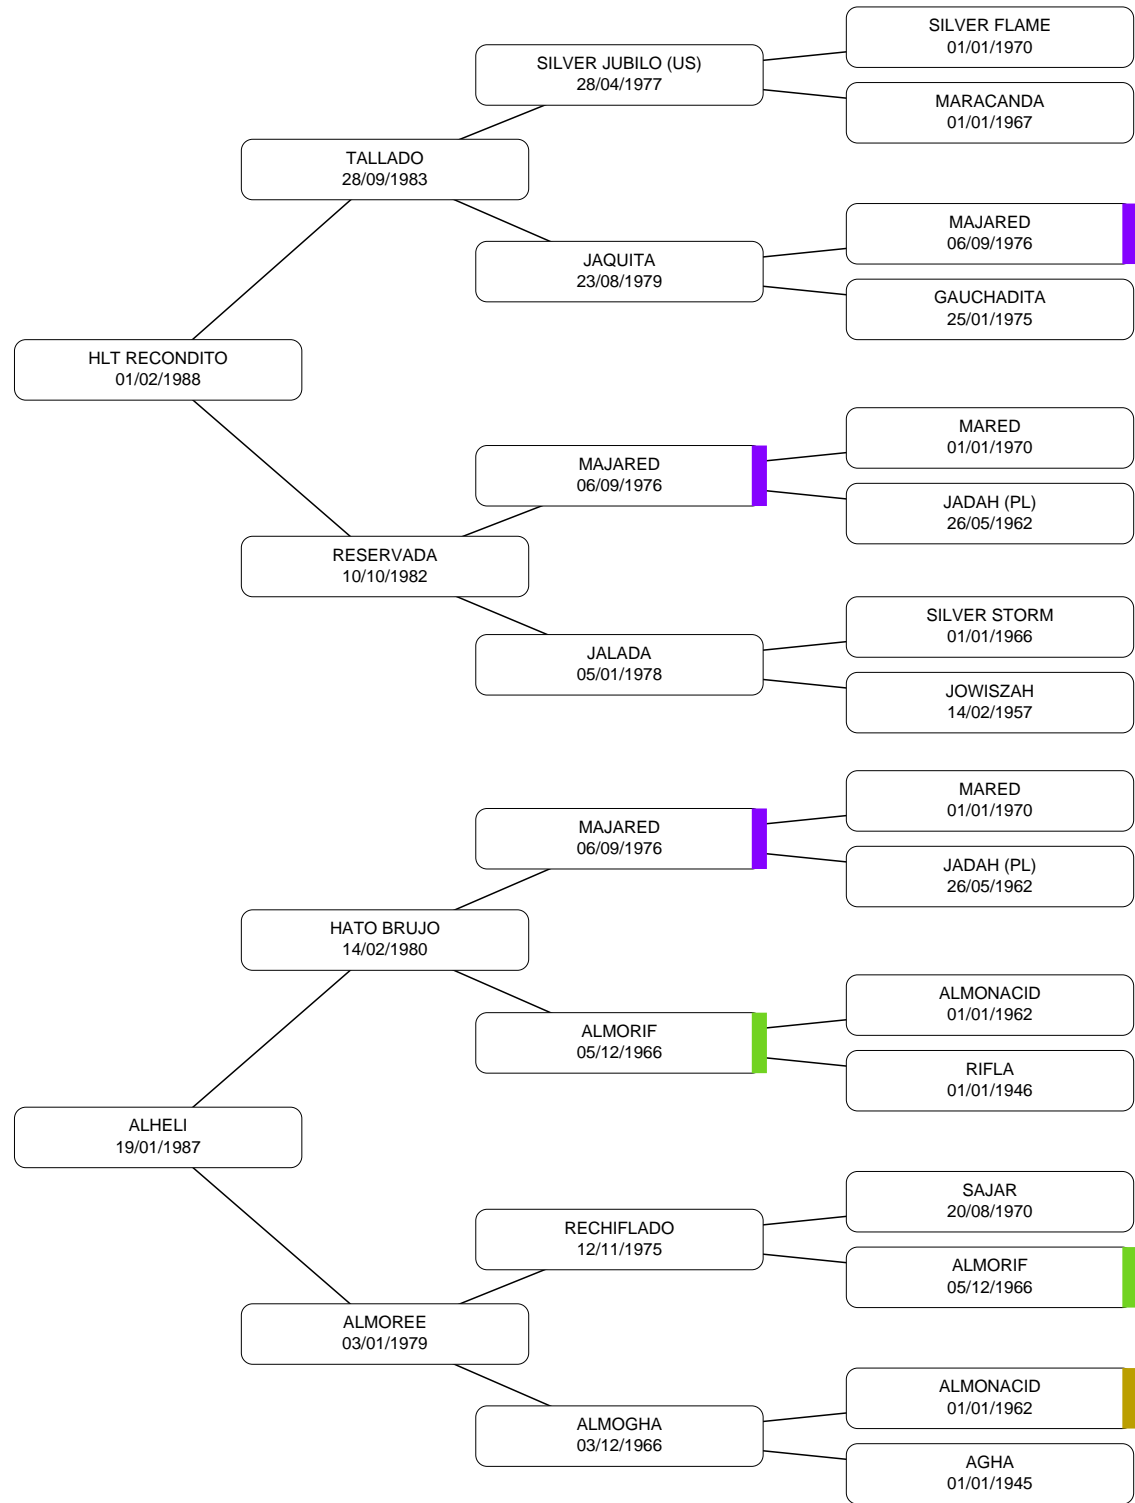 SILVER FLAME
01/01/1970
SILVER JUBILO (US)
28/04/1977
MARACANDA
01/01/1967
TALLADO
28/09/1983
MAJARED
06/09/1976
JAQUITA
23/08/1979
GAUCHADITA
25/01/1975
HLT RECONDITO
01/02/1988
MARED
01/01/1970
MAJARED
06/09/1976
JADAH (PL)
26/05/1962
RESERVADA
10/10/1982
SILVER STORM
01/01/1966
JALADA
05/01/1978
JOWISZAH
14/02/1957
MARED
01/01/1970
MAJARED
06/09/1976
JADAH (PL)
26/05/1962
HATO BRUJO
14/02/1980
ALMONACID
01/01/1962
ALMORIF
05/12/1966
RIFLA
01/01/1946
ALHELI
19/01/1987
SAJAR
20/08/1970
RECHIFLADO
12/11/1975
ALMORIF
05/12/1966
ALMOREE
03/01/1979
ALMONACID
01/01/1962
ALMOGHA
03/12/1966
AGHA
01/01/1945